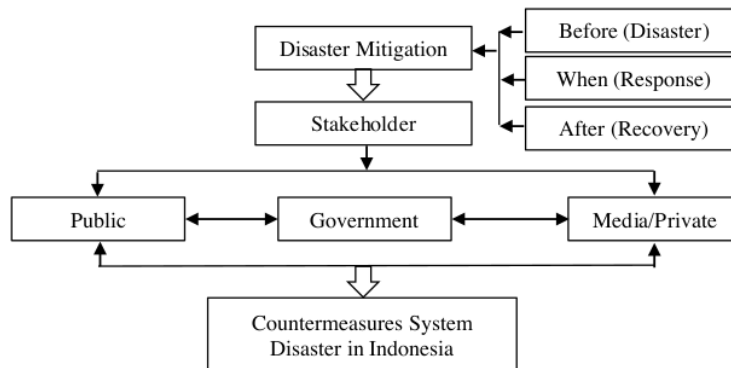 Before (Disaster)
Disaster Mitigation
When (Response)
Stakeholder
After (Recovery)
Public
Government
Media/Private
Countermeasures System
Disaster in Indonesia